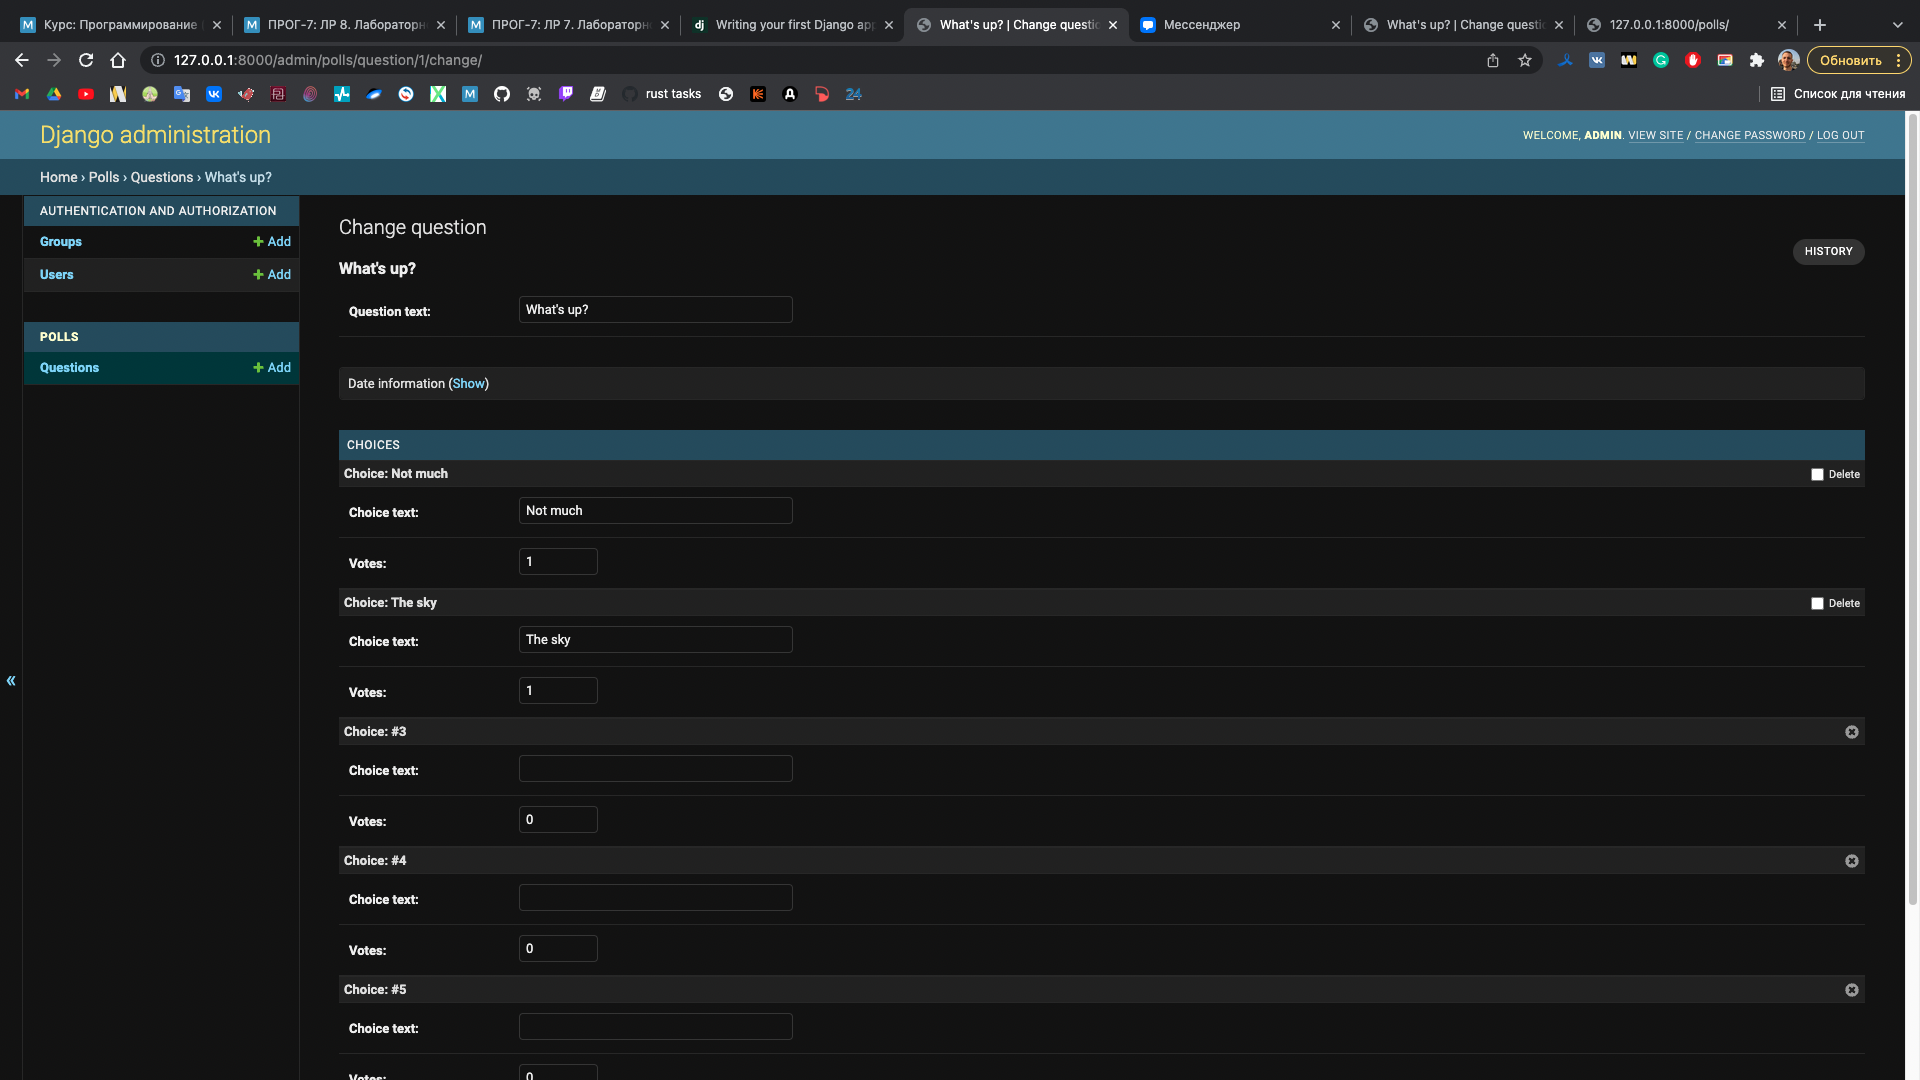 Курс: Программирование
ПРОГ-7: ЛР 8. Лабораторн
ПРОГ-7: ЛР 7. Лабораторн
Writing your first Django app
What's up? | Change questio
Мессенджер
What's up? | Change questio
127.0.0.1:8000/polls/
127.0.0.1:8000/admin/polls/question/1/change/
Обновить
rust tasks
24
Список для чтения
Django administration
WELCOME, ADMIN. VIEW SITE / CHANGE PASSWORD / LOG OUT
Home › Polls › Questions › What's up?
AUTHENTICATION AND AUTHORIZATION
Groups + Add
Users + Add
POLLS
Questions + Add
«
Change question
HISTORY
What's up?
Question text: What's up?
Date information (Show)
CHOICES
Choice: Not much Delete
Choice text: Not much
Votes: 1
Choice: The sky Delete
Choice text: The sky
Votes: 1
Choice: #3
Choice text:
Votes: 0
Choice: #4
Choice text:
Votes: 0
Choice: #5
Choice text:
Votes: 0